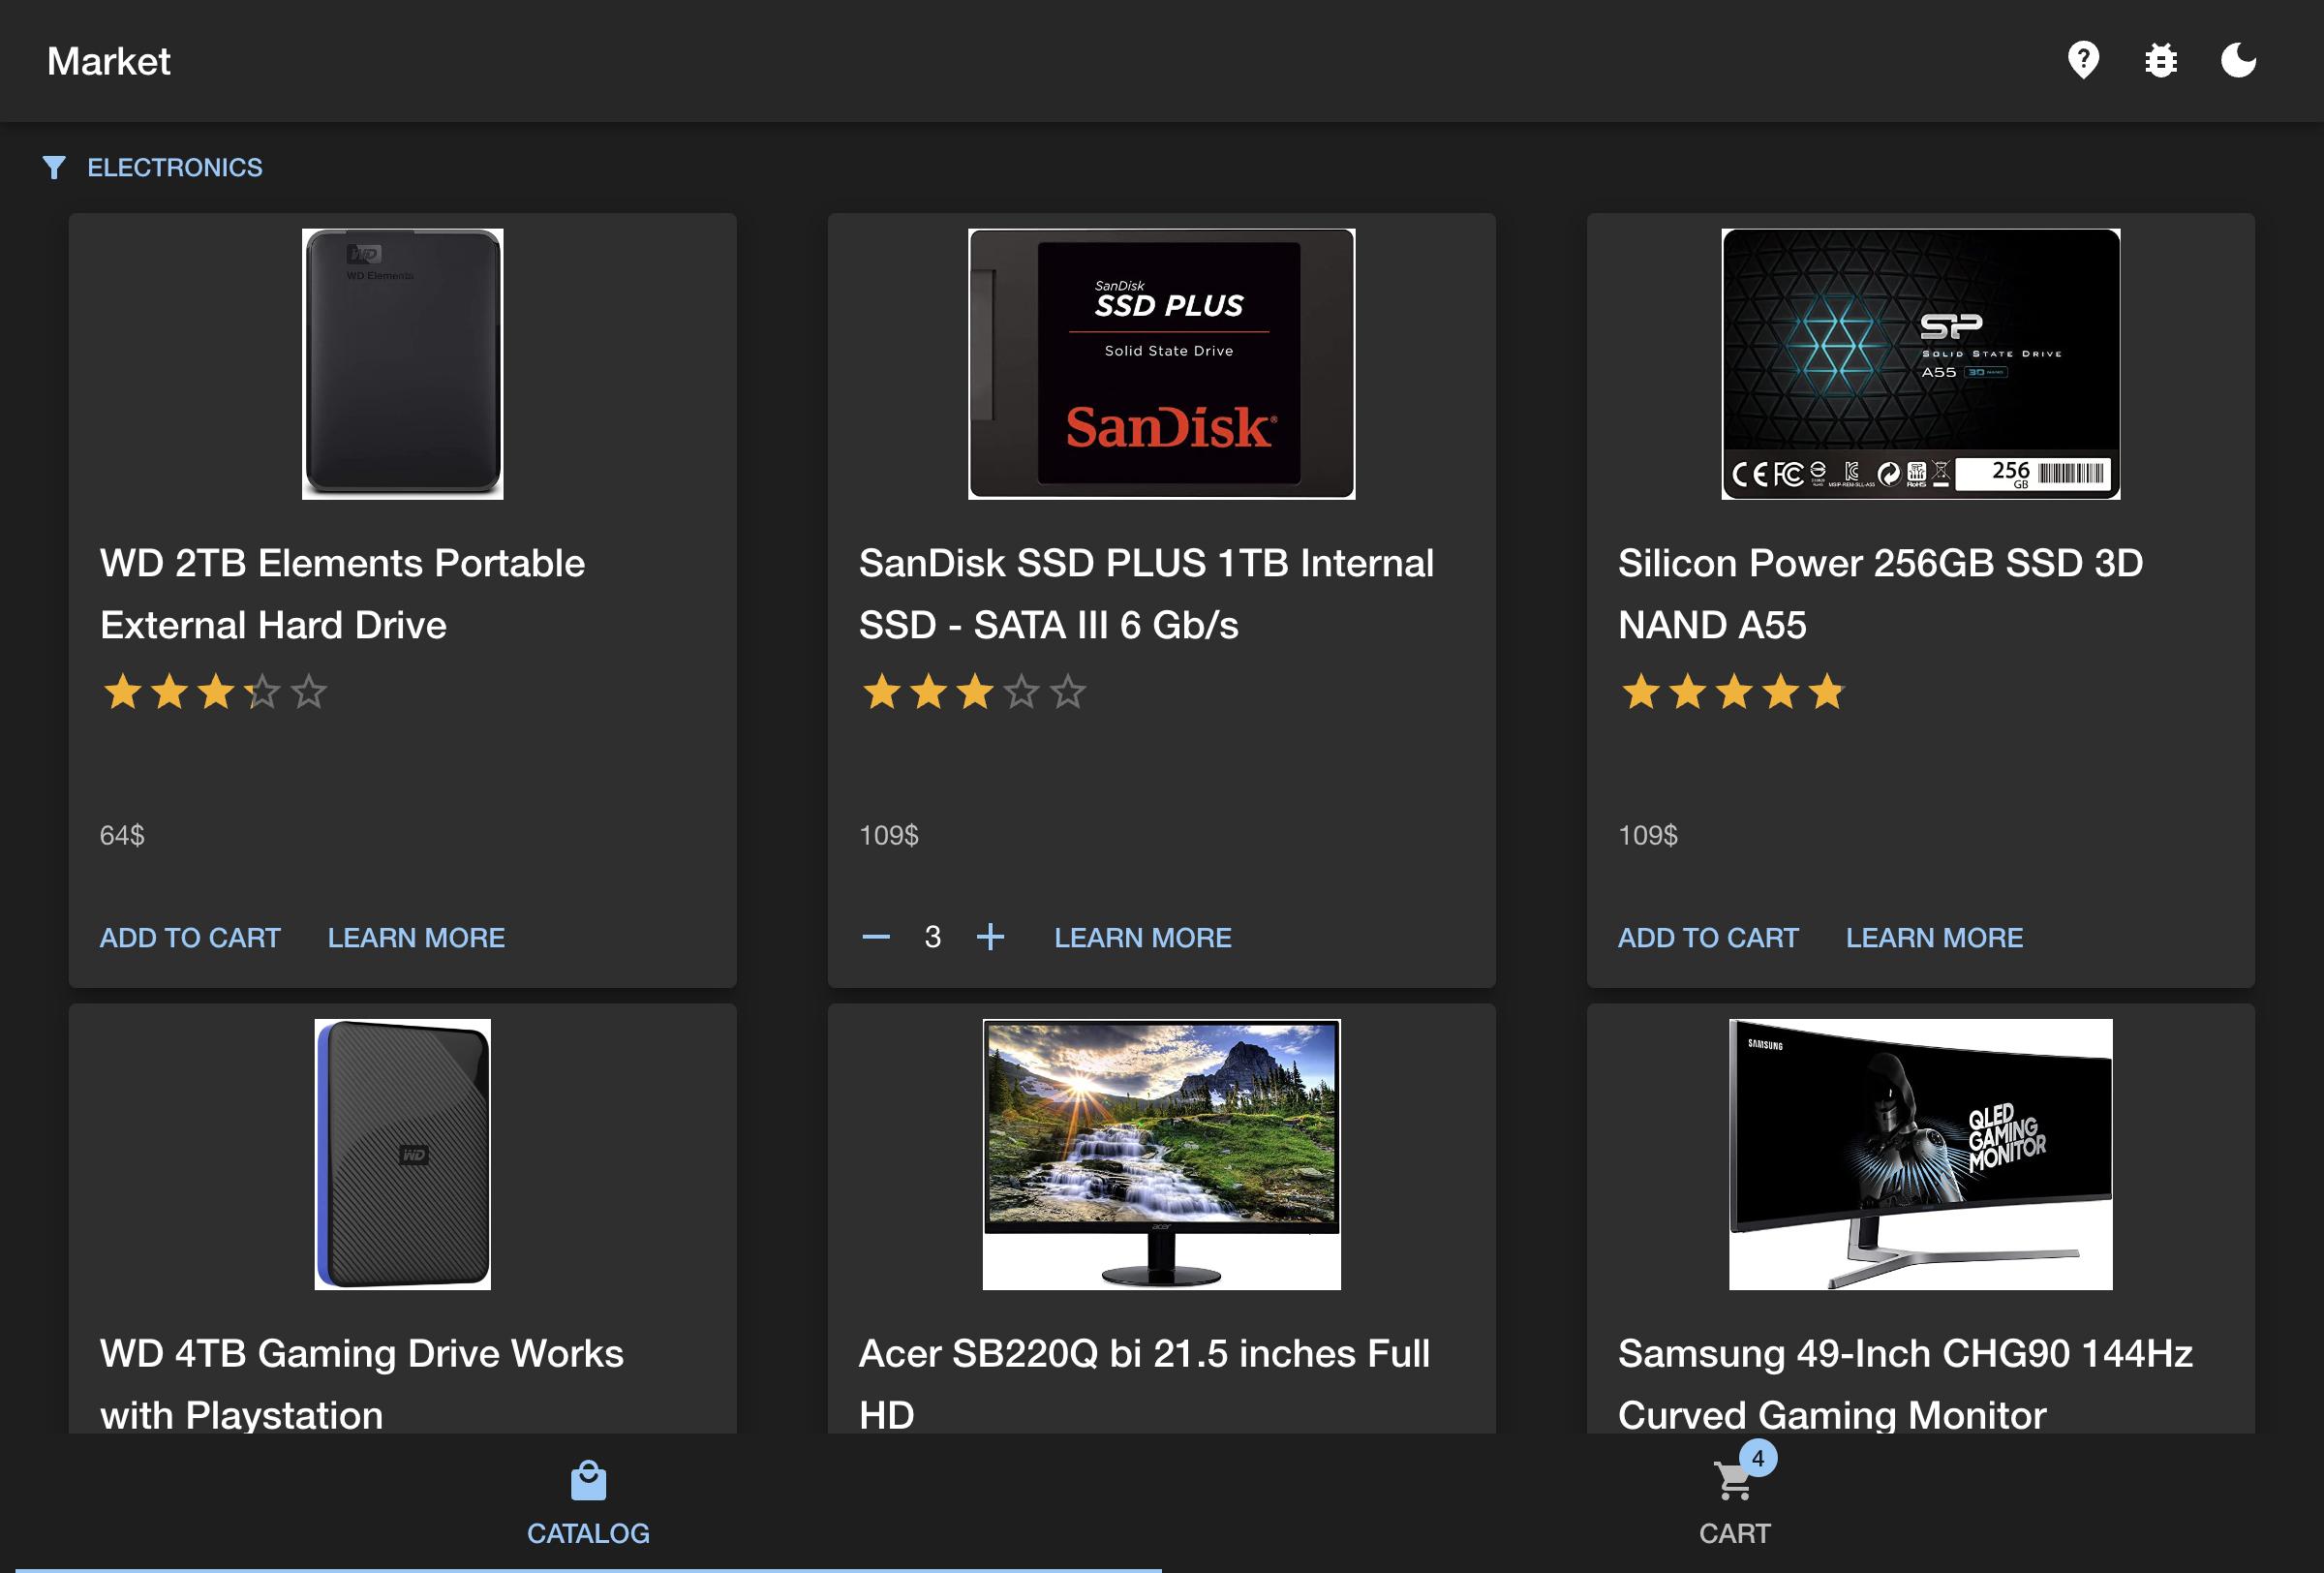 Market
ELECTRONICS
WD
WD Elements
SanDisk
SSD PLUS
Solid State Drive
SanDisk
SP
SOLID STATE DRIVE
A55
256
GB
WD 2TB Elements Portable
External Hard Drive
SanDisk SSD PLUS 1TB Internal
SSD - SATA III 6 Gb/s
Silicon Power 256GB SSD 3D
NAND A55
64$
109$
109$
ADD TO CART LEARN MORE
3 LEARN MORE
ADD TO CART LEARN MORE
WD
acer
SAMSUNG
QLED
GAMING
MONITOR
WD 4TB Gaming Drive Works
with Playstation
Acer SB220Q bi 21.5 inches Full
HD
Samsung 49-Inch CHG90 144Hz
Curved Gaming Monitor
CATALOG
4
CART